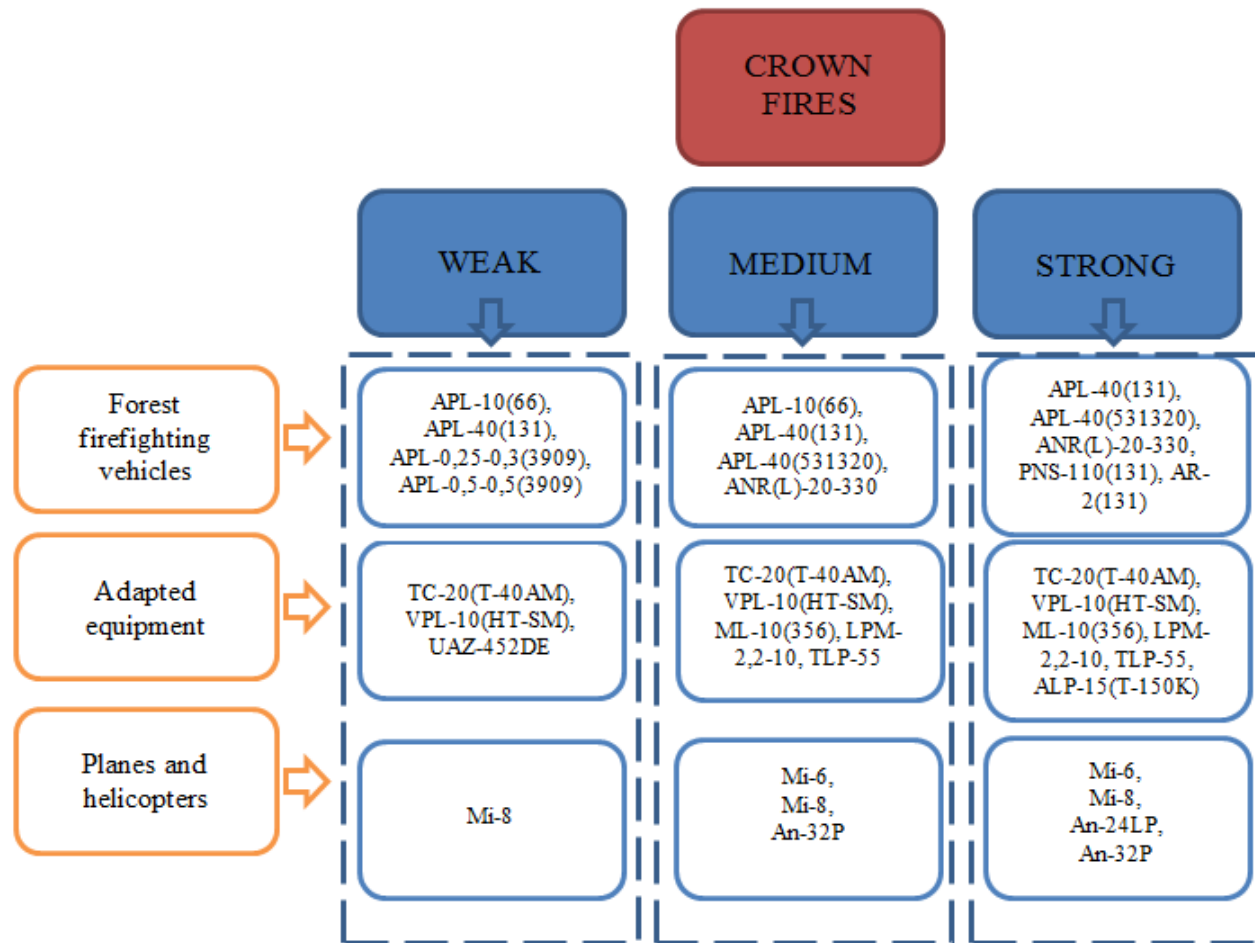 CROWN
FIRES
WEAK
MEDIUM
STRONG
Forest
firefighting
vehicles
APL-10(66),
APL-40(131),
APL-0,25-0,3(3909),
APL-0,5-0,5(3909)
APL-10(66),
APL-40(131),
APL-40(531320),
ANR(L)-20-330
APL-40(131),
APL-40(531320),
ANR(L)-20-330,
PNS-110(131), AR-
2(131)
Adapted
equipment
TC-20(T-40AM),
VPL-10(HT-SM),
UAZ-452DE
TC-20(T-40AM),
VPL-10(HT-SM),
ML-10(356), LPM-
2,2-10, TLP-55
TC-20(T-40AM),
VPL-10(HT-SM),
ML-10(356), LPM-
2,2-10, TLP-55,
ALP-15(T-150K)
Planes and
helicopters
Mi-8
Mi-6,
Mi-8,
An-32P
Mi-6,
Mi-8,
An-24LP,
An-32P